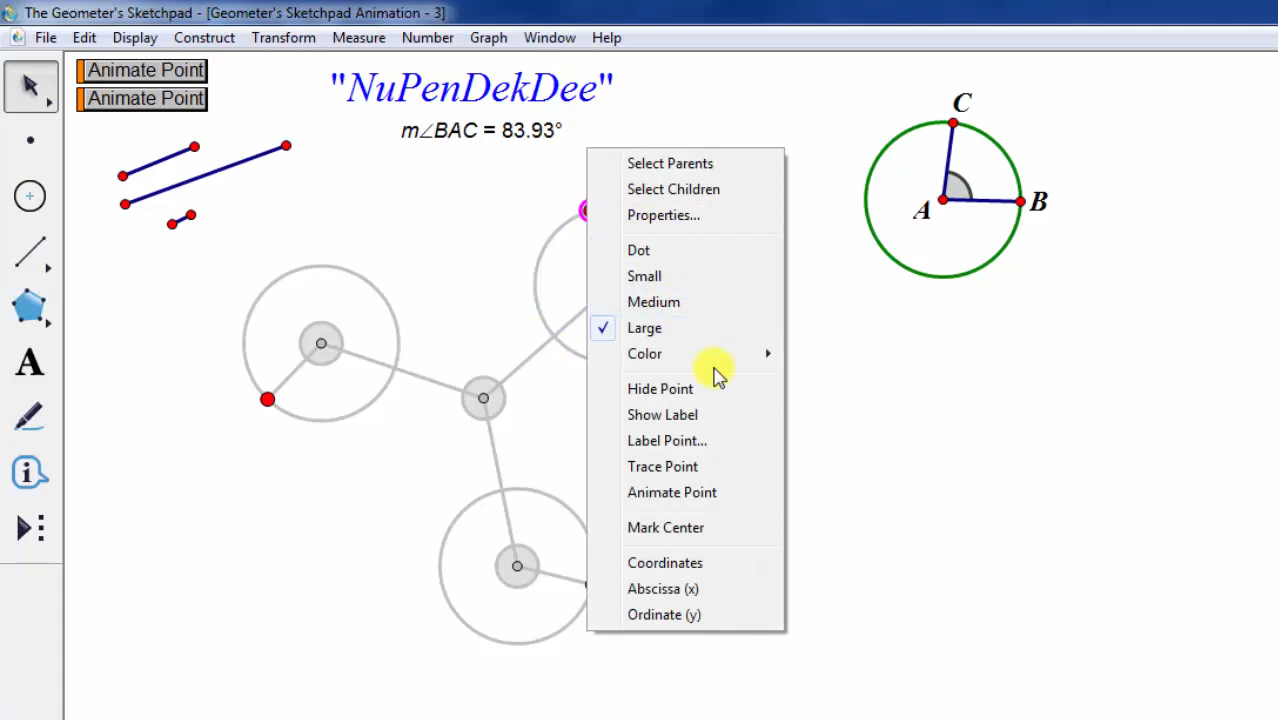 The Geometer's Sketchpad - [Geometer's Sketchpad Animation - 3]
File Edit Display Construct Transform Measure Number Graph Window Help
Animate Point
Animate Point
"NuPenDekDee"
m∠BAC = 83.93°
C
A
B
A
Select Parents
Select Children
Properties...
Dot
Small
Medium
Large
Color
Hide Point
Show Label
Label Point...
Trace Point
Animate Point
Mark Center
Coordinates
Abscissa (x)
Ordinate (y)